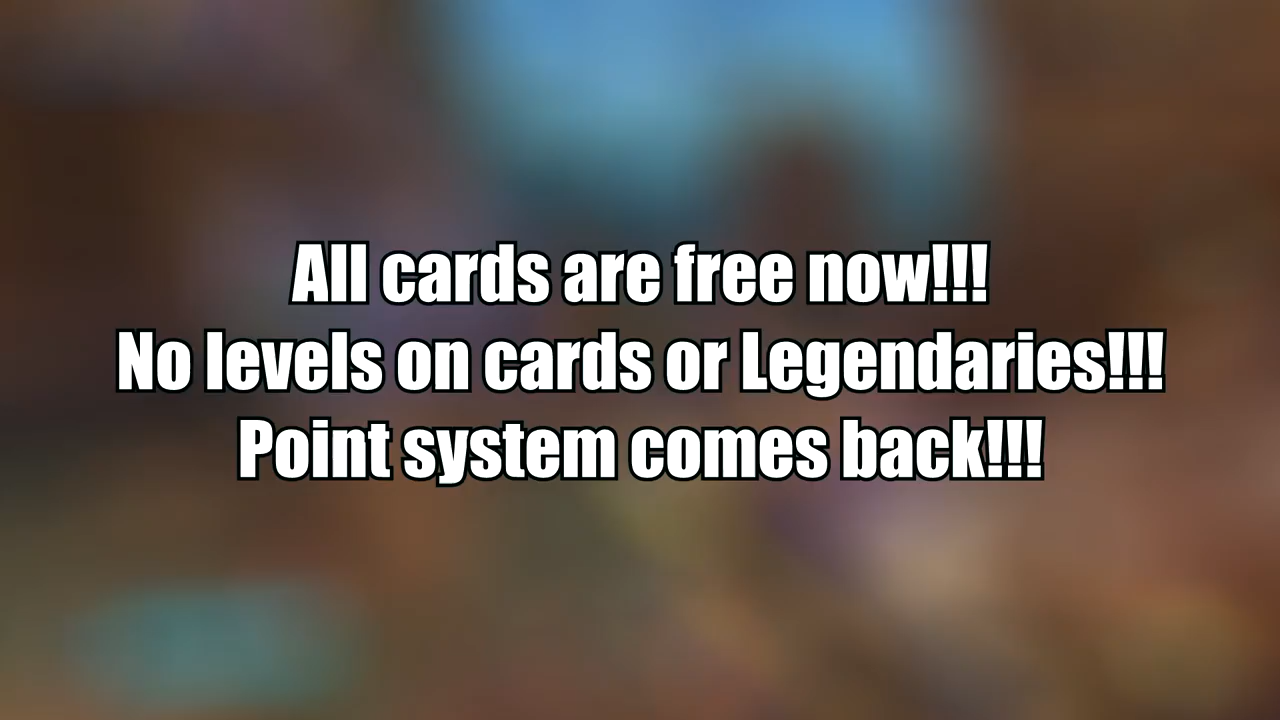 All cards are free now!!!
No levels on cards or Legendaries!!!
Point system comes back!!!